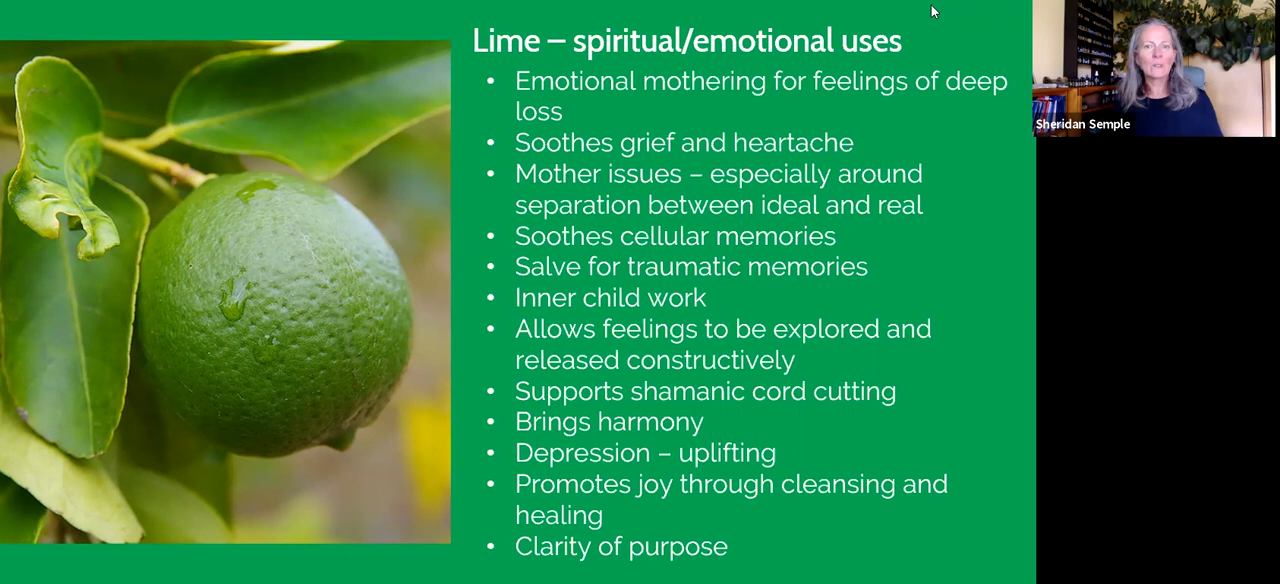 Lime – spiritual/emotional uses
• Emotional mothering for feelings of deep
loss
• Soothes grief and heartache
• Mother issues – especially around
separation between ideal and real
• Soothes cellular memories
• Salve for traumatic memories
• Inner child work
• Allows feelings to be explored and
released constructively
• Supports shamanic cord cutting
• Brings harmony
• Depression – uplifting
• Promotes joy through cleansing and
healing
• Clarity of purpose
Sheridan Semple